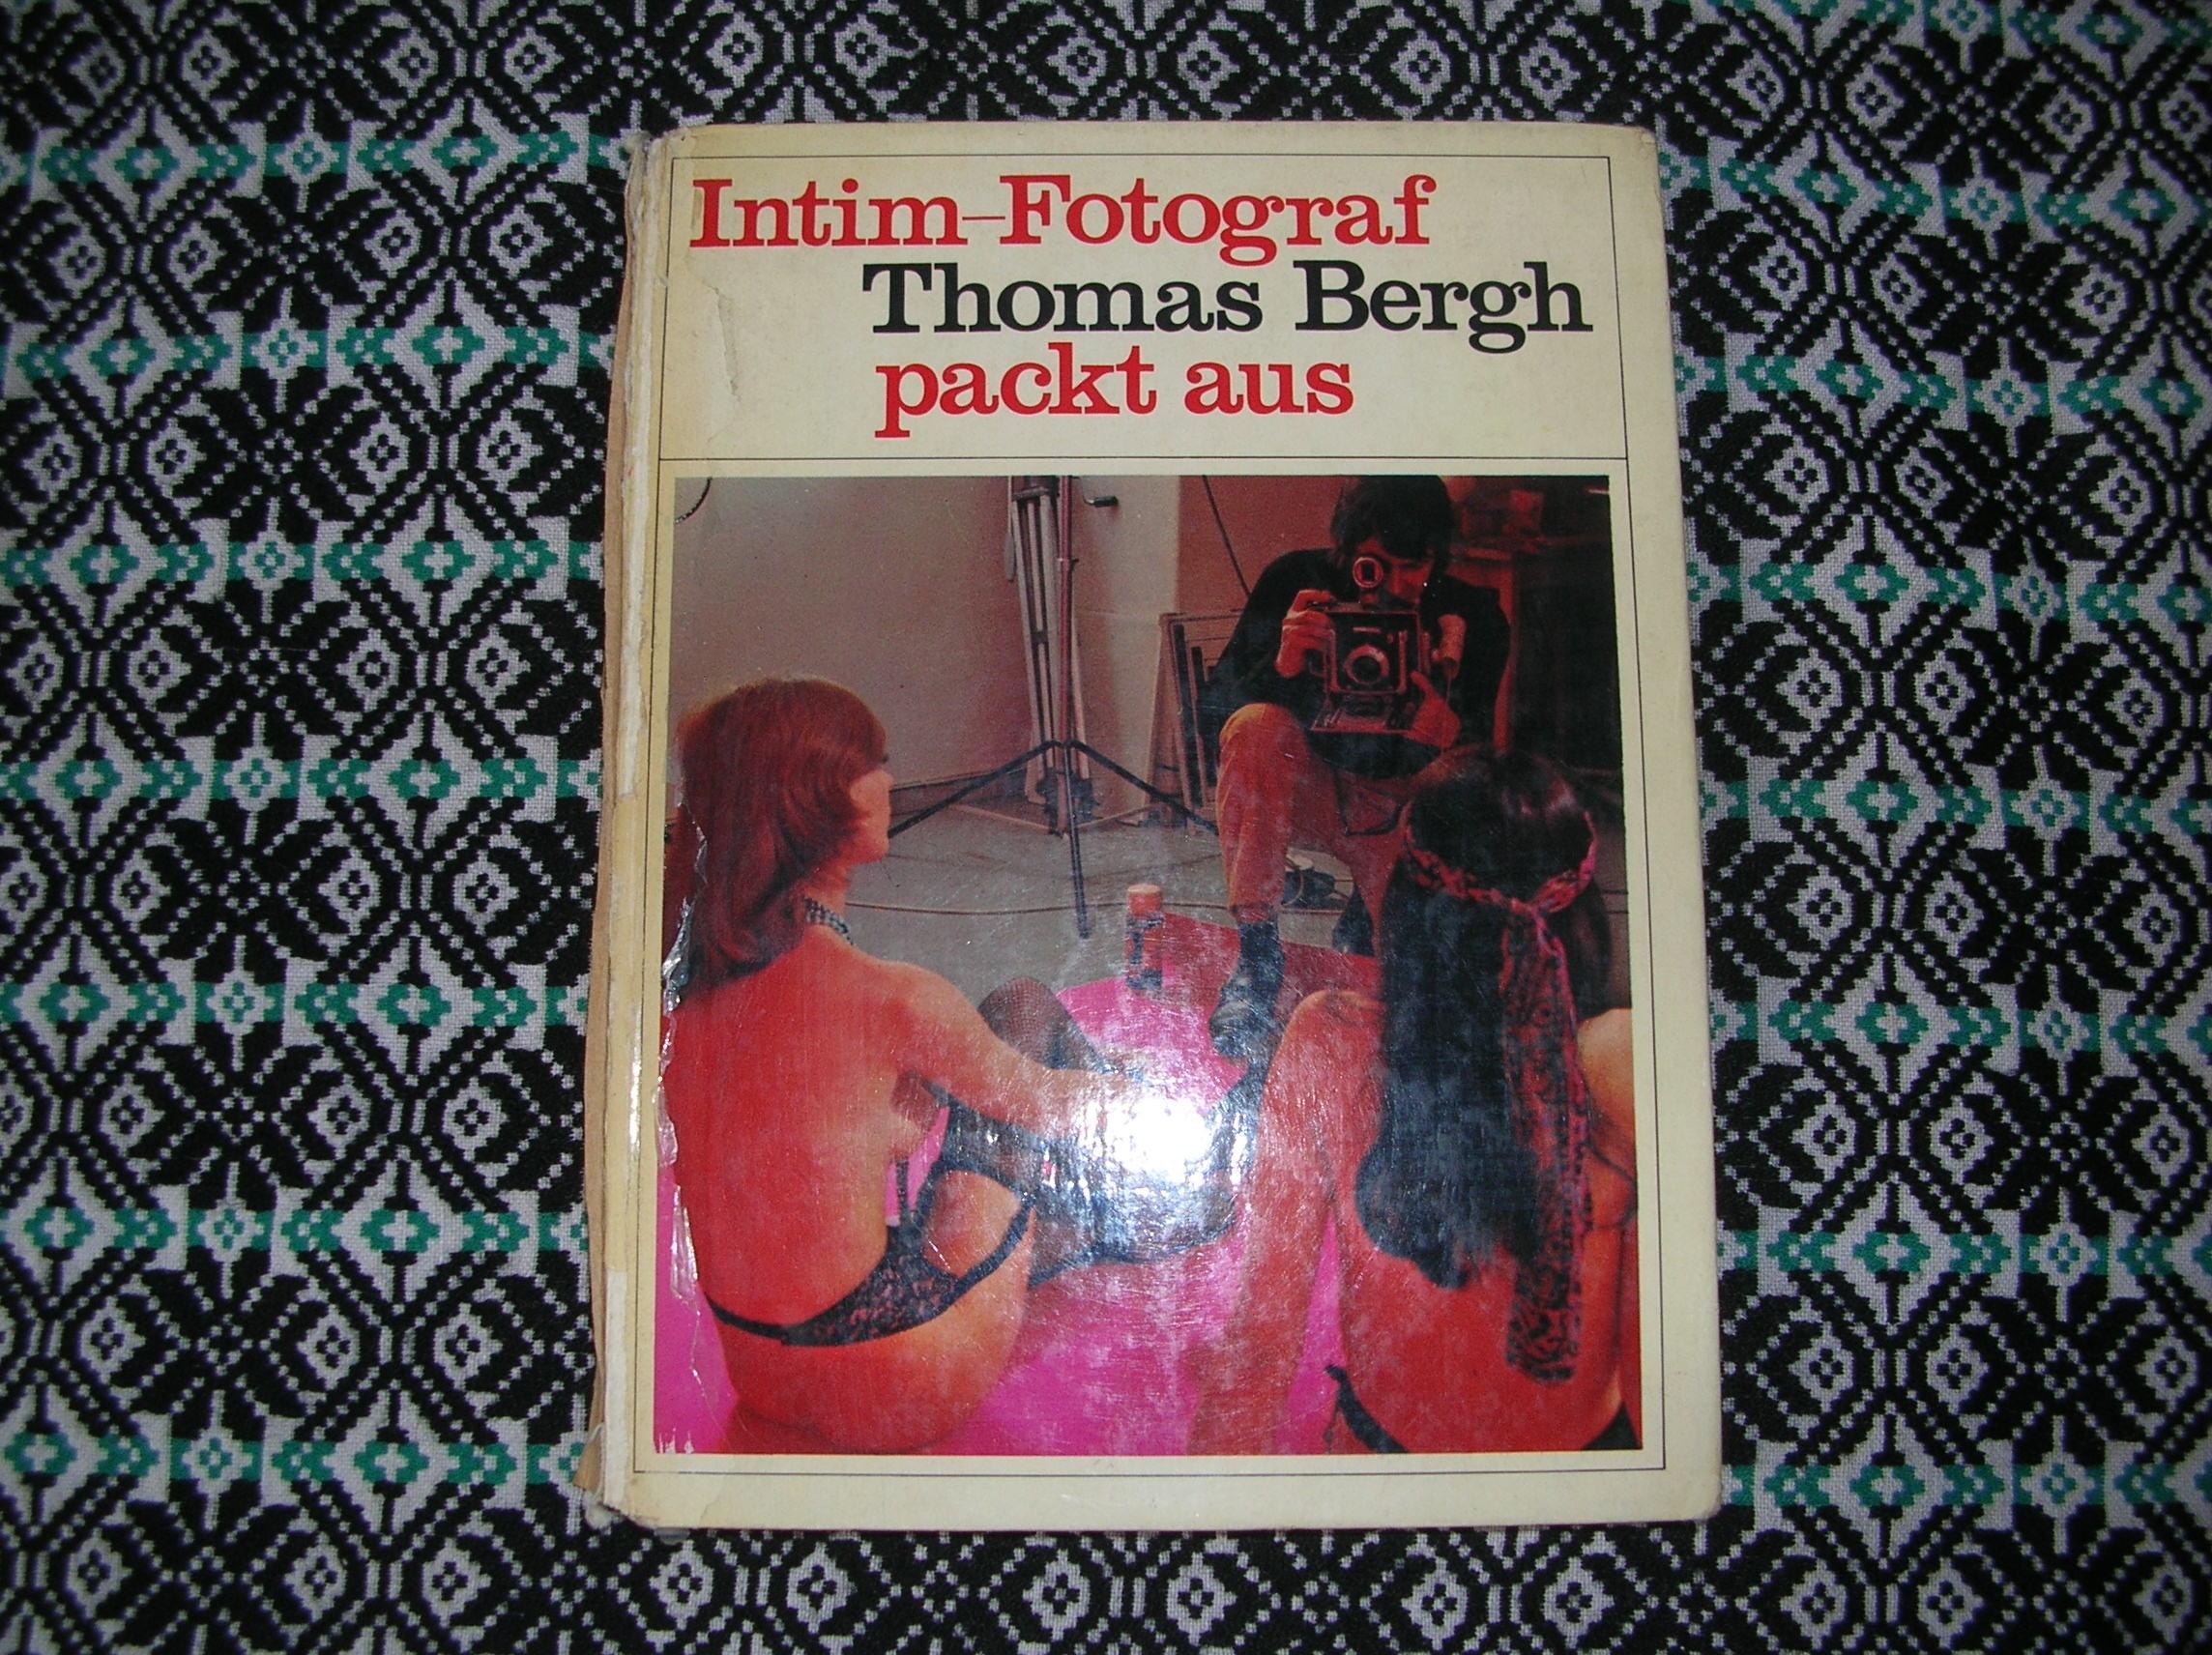 Intim–Fotograf
Thomas Bergh
packt aus